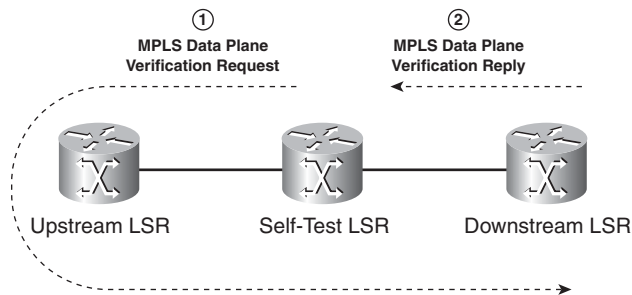 1
MPLS Data Plane
Verification Request
2
MPLS Data Plane
Verification Reply
Upstream LSR
Self-Test LSR
Downstream LSR